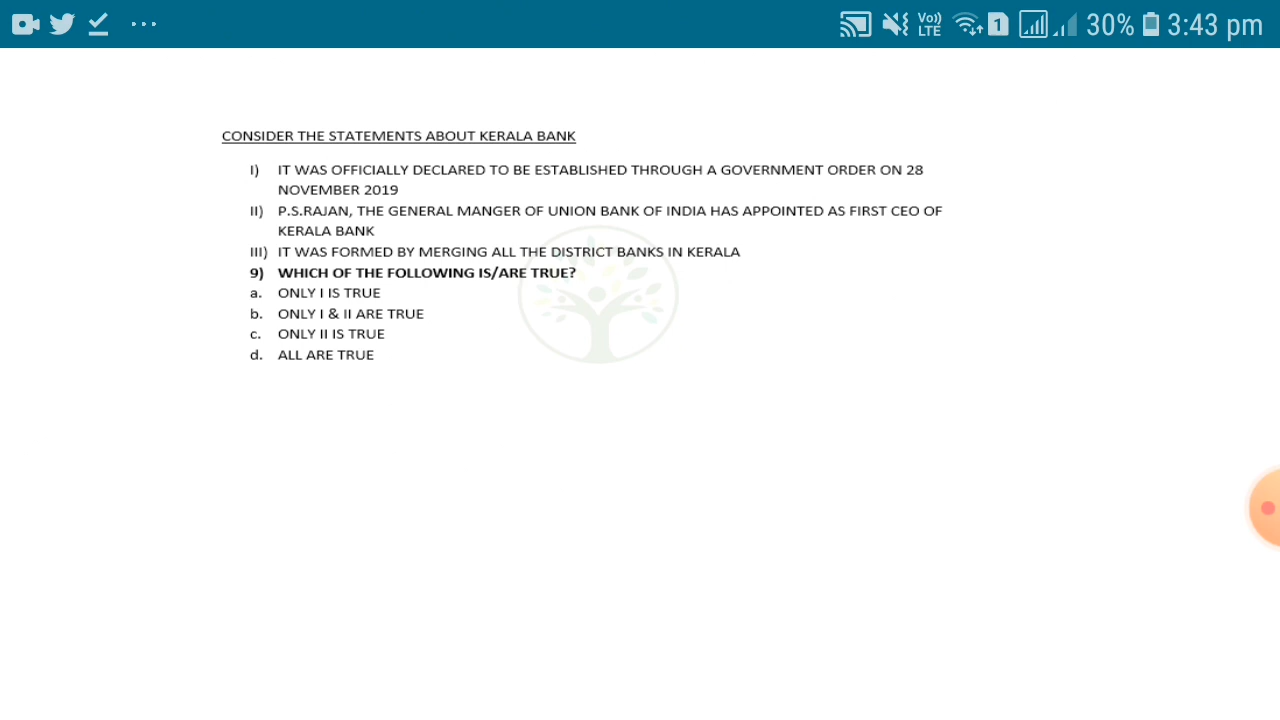 Vo))
LTE 1 30% 3:43 pm
CONSIDER THE STATEMENTS ABOUT KERALA BANK
I) IT WAS OFFICIALLY DECLARED TO BE ESTABLISHED THROUGH A GOVERNMENT ORDER ON 28
NOVEMBER 2019
II) P.S.RAJAN, THE GENERAL MANGER OF UNION BANK OF INDIA HAS APPOINTED AS FIRST CEO OF
KERALA BANK
III) IT WAS FORMED BY MERGING ALL THE DISTRICT BANKS IN KERALA
9) WHICH OF THE FOLLOWING IS/ARE TRUE?
a. ONLY I IS TRUE
b. ONLY I & II ARE TRUE
c. ONLY II IS TRUE
d. ALL ARE TRUE